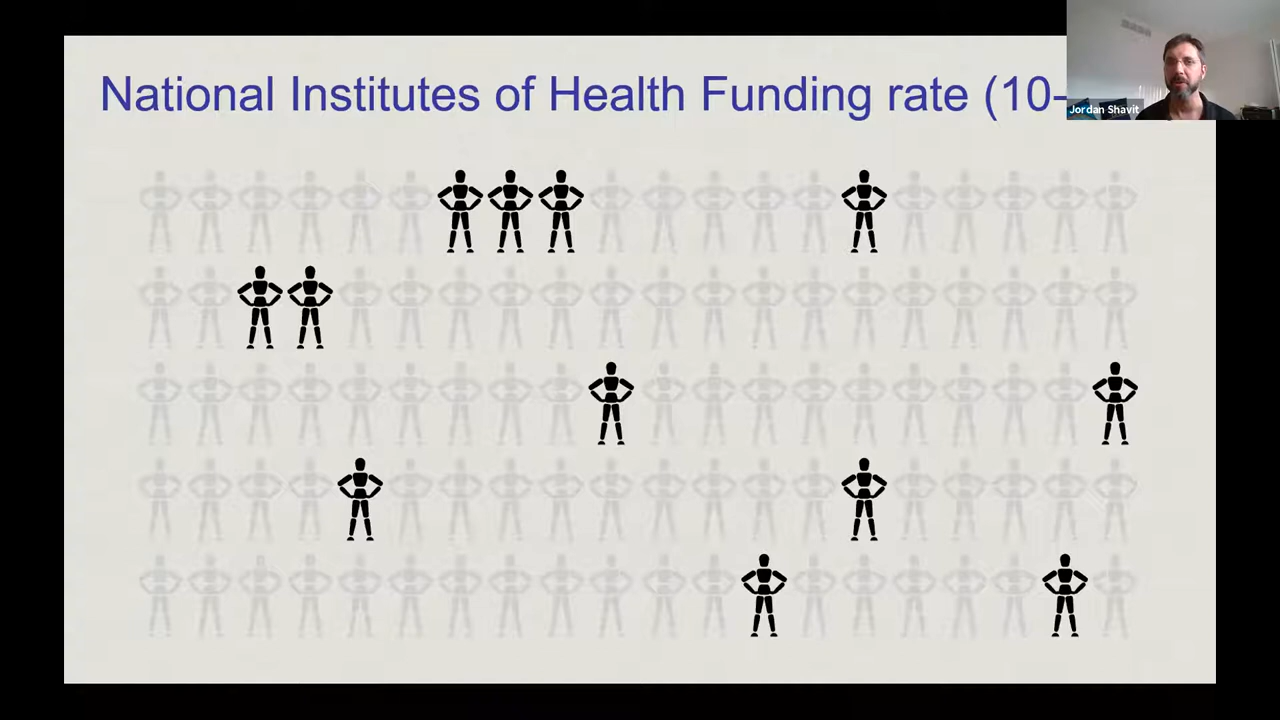 National Institutes of Health Funding rate (10-
Jordan Shavit